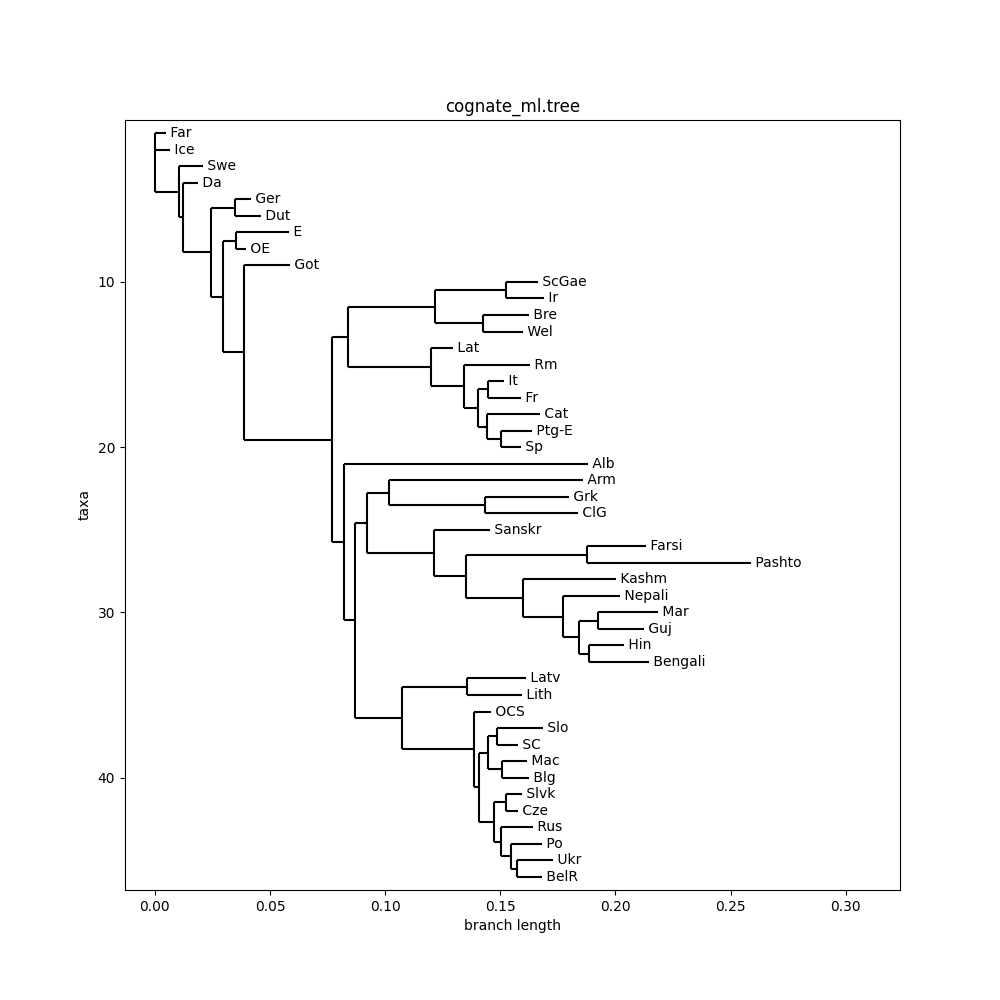 cognate_ml.tree
Far
Ice
Swe
Da
Ger
Dut
E
OE
Got
10
ScGae
Ir
Bre
Wel
Lat
Rm
It
Fr
Cat
Ptg-E
20
Sp
Alb
Arm
taxa
Grk
ClG
Sanskr
Farsi
Pashto
Kashm
Nepali
30
Mar
Guj
Hin
Bengali
Latv
Lith
OCS
Slo
SC
Mac
40
Blg
Slvk
Cze
Rus
Po
Ukr
BelR
0.00 0.05 0.10 0.15 0.20 0.25 0.30
branch length